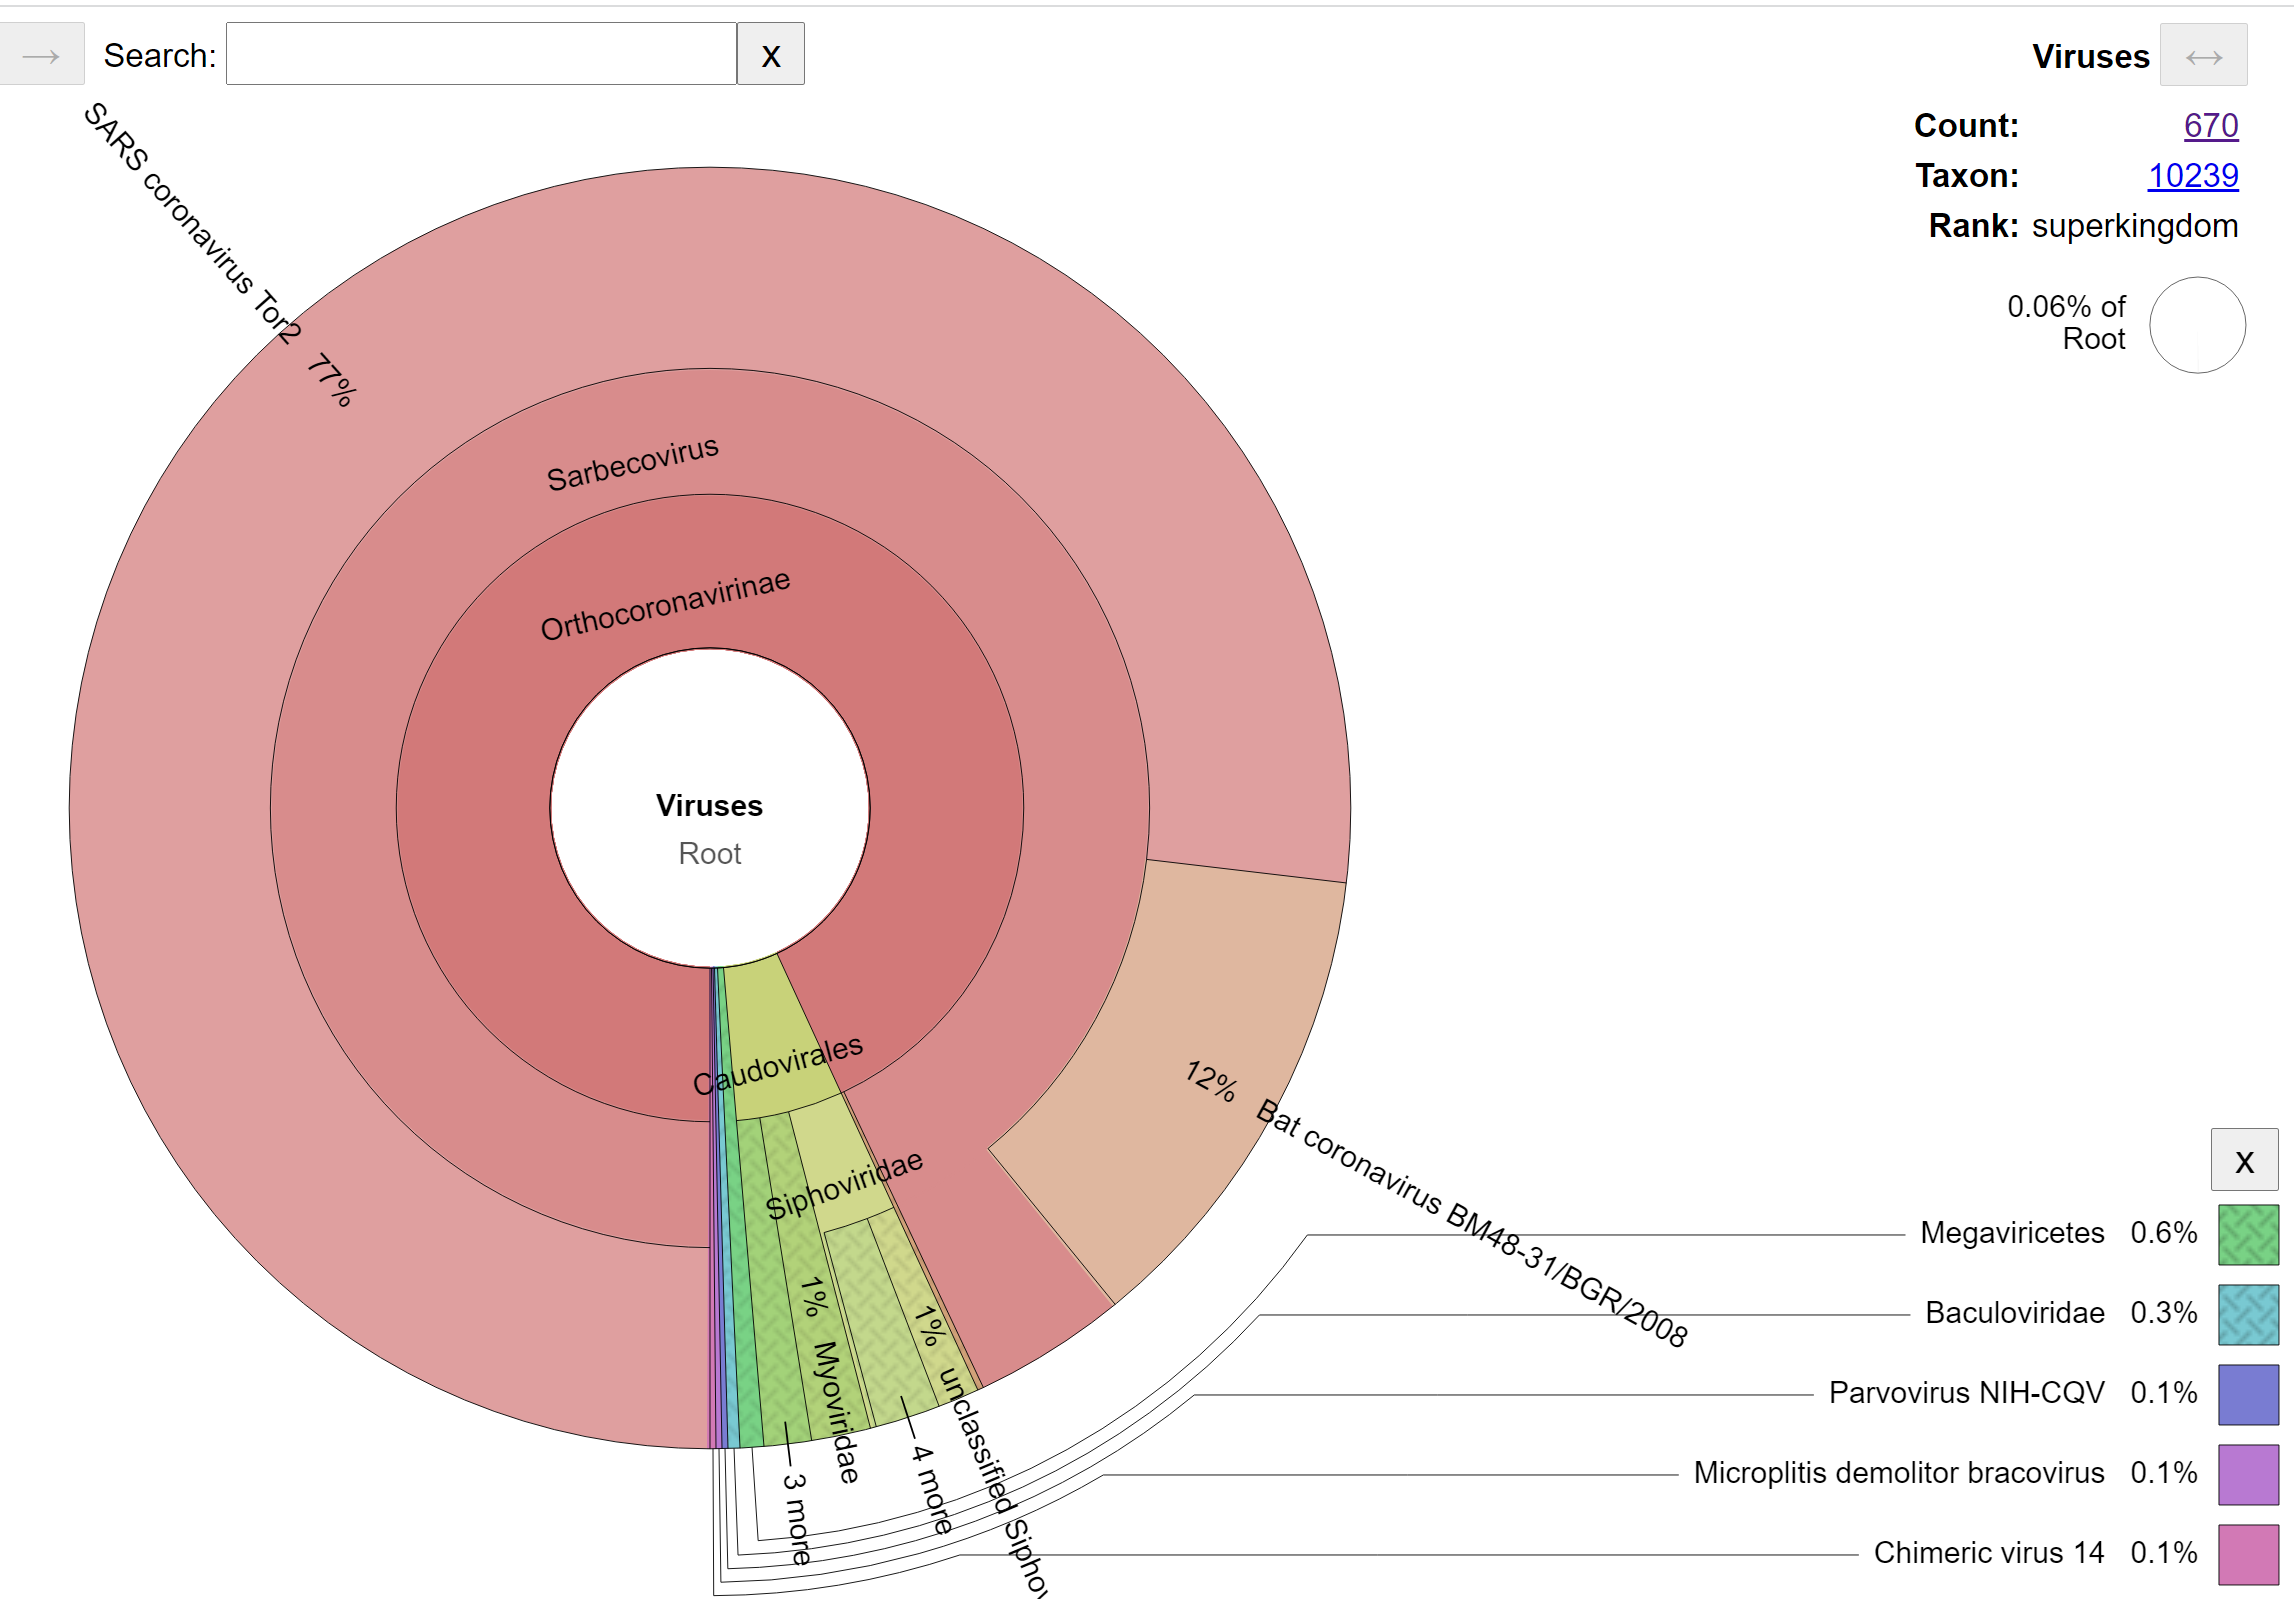 → Search: x
Viruses ↔
Count: 670
Taxon: 10239
Rank: superkingdom
0.06% of
Root
SARS coronavirus Tor2 77%
Sarbecovirus
Orthocoronavirinae
Viruses
Root
Caudovirales
Siphoviridae
12% Bat coronavirus BM48-31/BGR/2008
1% Myoviridae
1% unclassified Siphov
3 more
4 more
x
Megaviricetes 0.6%
Baculoviridae 0.3%
Parvovirus NIH-CQV 0.1%
Microplitis demolitor bracovirus 0.1%
Chimeric virus 14 0.1%